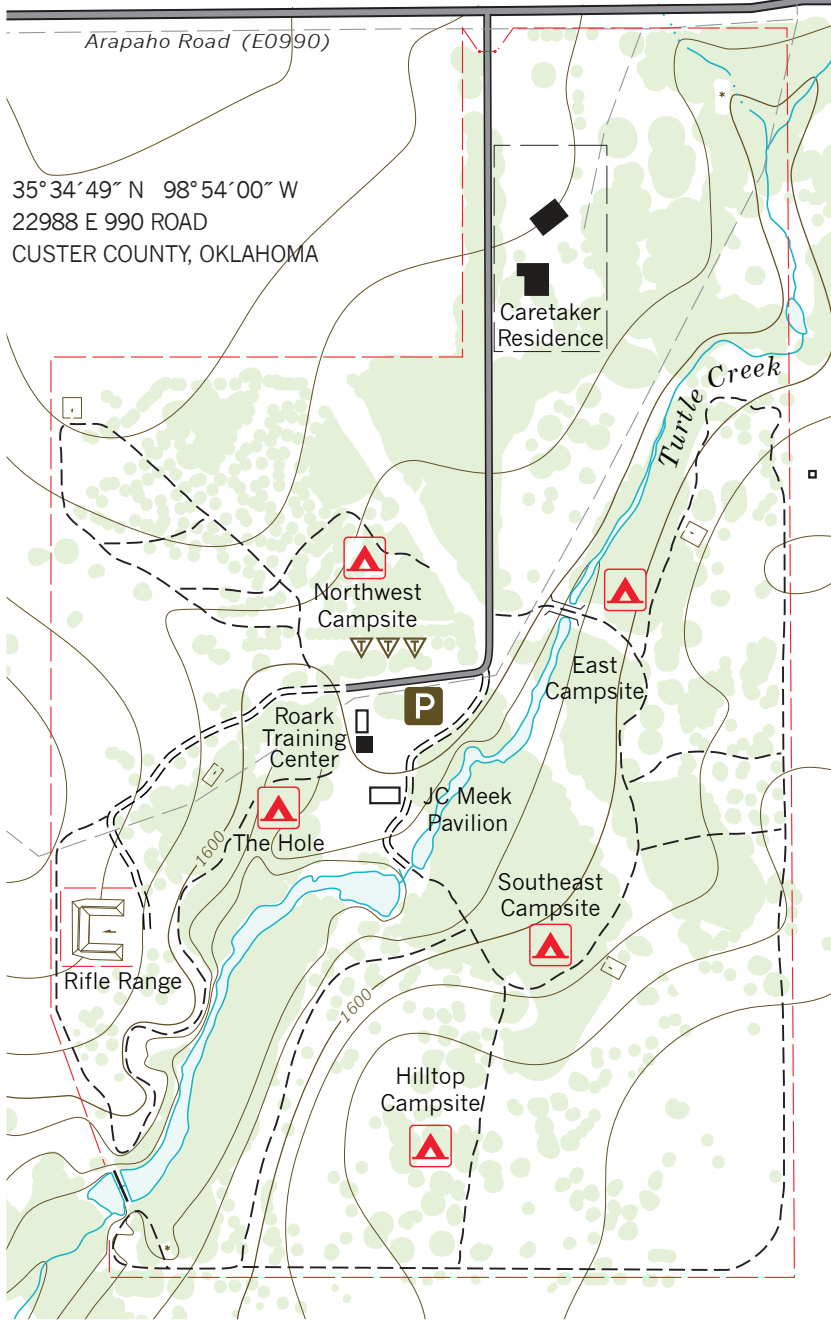 Arapaho Road (E0990)
35°34´49˝ N 98°54´00˝ W
22988 E 990 ROAD
CUSTER COUNTY, OKLAHOMA
Caretaker
Residence
Turtle Creek
Northwest
Campsite
T T T
East
Campsite
P
Roark
Training
Center
JC Meek
Pavilion
The Hole
1600
Southeast
Campsite
Rifle Range
1600
Hilltop
Campsite